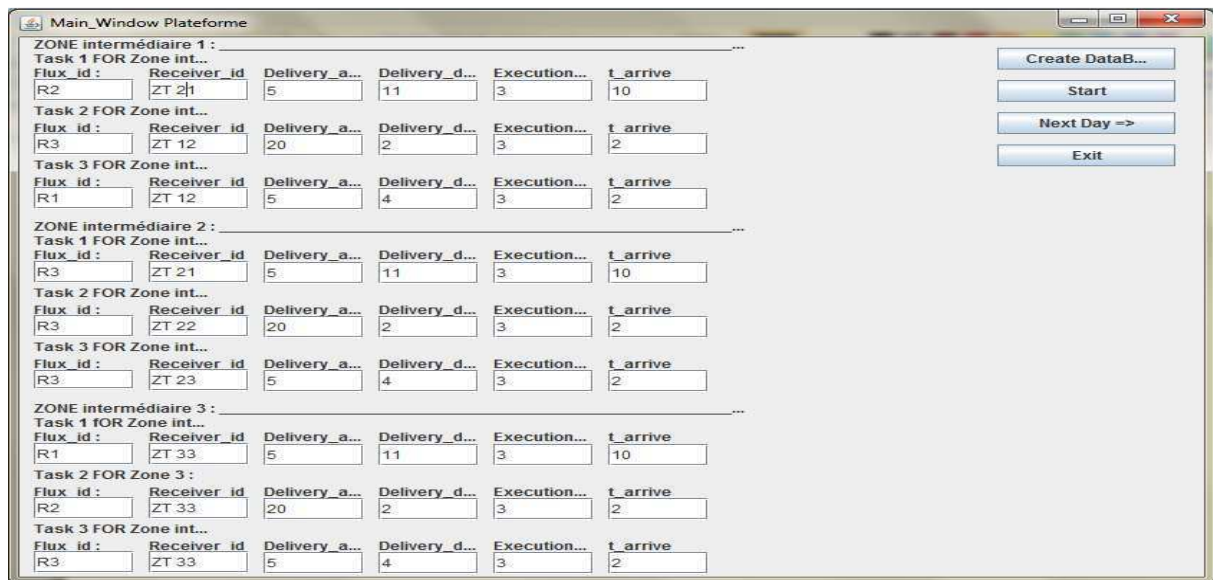 Main_Window Plateforme
ZONE intermédiaire 1 : ...
Create DataB...
Task 1 FOR Zone int...
Flux_id : Receiver_id Delivery_a... Delivery_d... Execution... t_arrive
R2 ZT 21 5 11 3 10
Start
Task 2 FOR Zone int...
Flux_id : Receiver_id Delivery_a... Delivery_d... Execution... t_arrive
R3 ZT 12 20 2 3 2
Next Day =>
Task 3 FOR Zone int...
Exit
Flux_id : Receiver_id Delivery_a... Delivery_d... Execution... t_arrive
R1 ZT 12 5 4 3 2
ZONE intermédiaire 2 : ...
Task 1 FOR Zone int...
Flux_id : Receiver_id Delivery_a... Delivery_d... Execution... t_arrive
R3 ZT 21 5 11 3 10
Task 2 FOR Zone int...
Flux_id : Receiver_id Delivery_a... Delivery_d... Execution... t_arrive
R3 ZT 22 20 2 3 2
Task 3 FOR Zone int...
Flux_id : Receiver_id Delivery_a... Delivery_d... Execution... t_arrive
R3 ZT 23 5 4 3 2
ZONE intermédiaire 3 : ...
Task 1 fOR Zone int...
Flux_id : Receiver_id Delivery_a... Delivery_d... Execution... t_arrive
R1 ZT 33 5 11 3 10
Task 2 FOR Zone 3 :
Flux_id : Receiver_id Delivery_a... Delivery_d... Execution... t_arrive
R2 ZT 33 20 2 3 2
Task 3 FOR Zone int...
Flux_id : Receiver_id Delivery_a... Delivery_d... Execution... t_arrive
R3 ZT 33 5 4 3 2